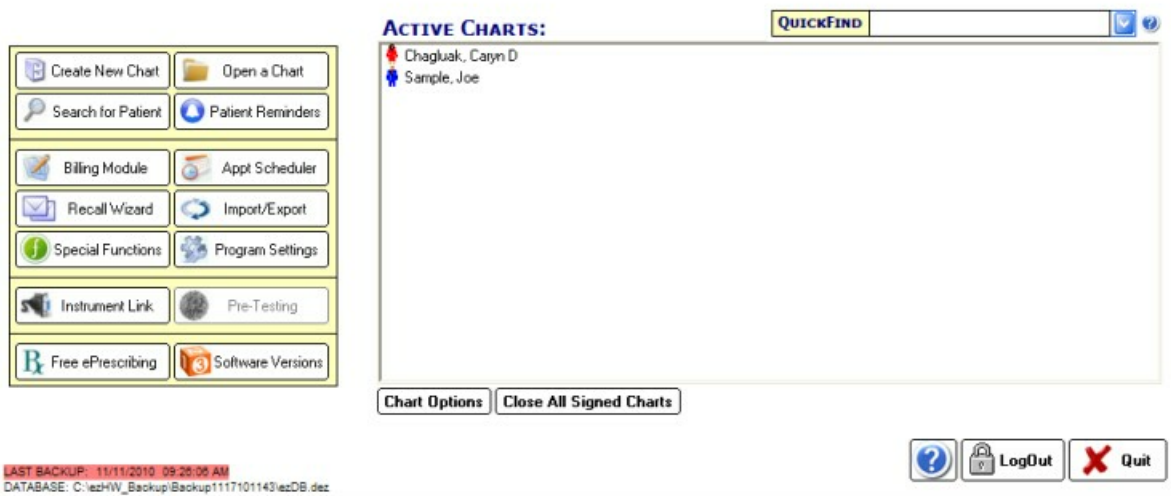 ACTIVE CHARTS:
QUICKFIND
Chagluak, Caryn D
Sample, Joe
Create New Chart
Open a Chart
Search for Patient
Patient Reminders
Billing Module
Appt Scheduler
Recall Wizard
Import/Export
Special Functions
Program Settings
Instrument Link
Pre-Testing
Free ePrescribing
Software Versions
Chart Options
Close All Signed Charts
LogOut
Quit
LAST BACKUP: 11/11/2010 09:26:06 AM
DATABASE: C:\ezHW_Backup\Backup1117101143\ezDB.dez